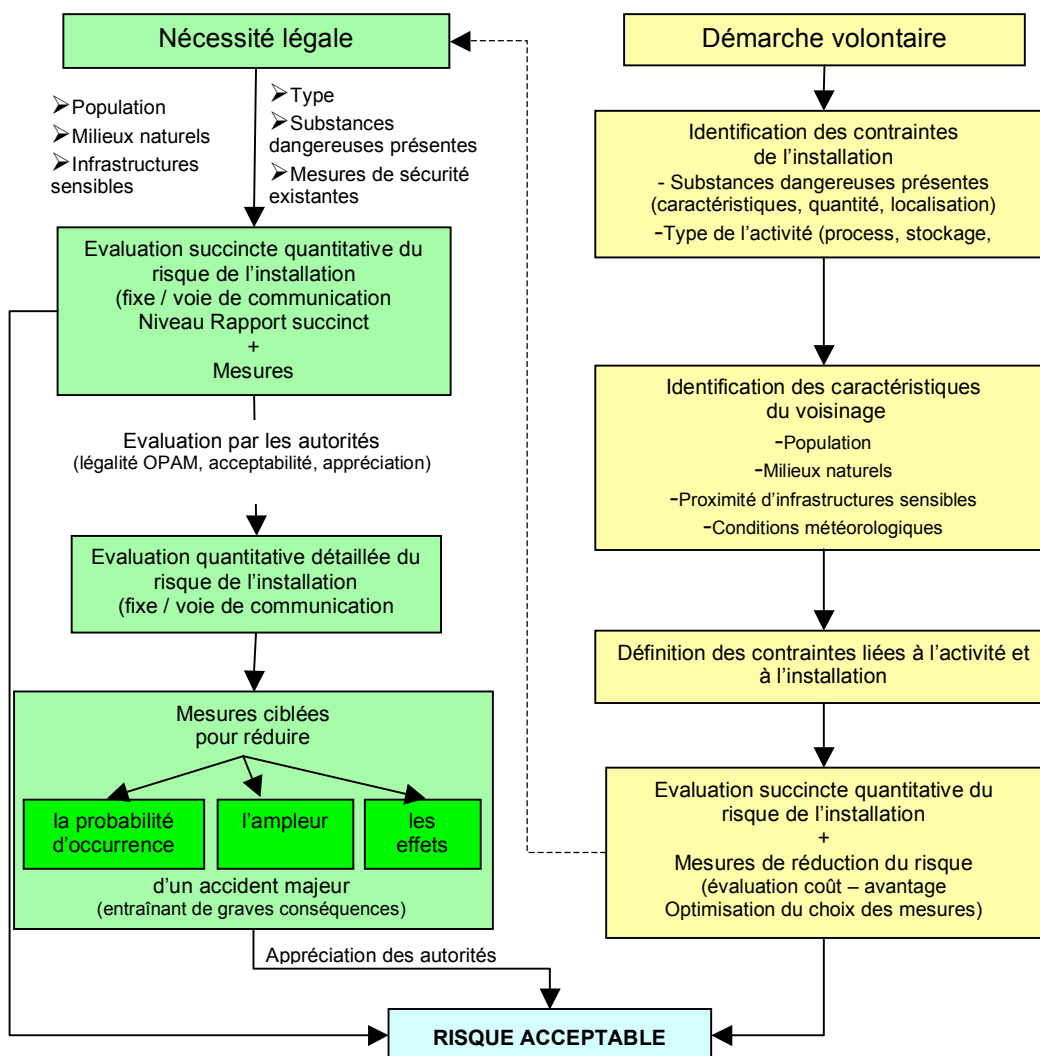 Nécessité légale
➢Population
➢Milieux naturels
➢Infrastructures
sensibles
➢Type
➢Substances
dangereuses présentes
➢Mesures de sécurité
existantes
Evaluation succincte quantitative du
risque de l'installation
(fixe / voie de communication
Niveau Rapport succinct
+
Mesures
Evaluation par les autorités
(légalité OPAM, acceptabilité, appréciation)
Evaluation quantitative détaillée du
risque de l'installation
(fixe / voie de communication
Mesures ciblées
pour réduire
la probabilité
d'occurrence
l'ampleur
les
effets
d'un accident majeur
(entraînant de graves conséquences)
Appréciation des autorités
Démarche volontaire
Identification des contraintes
de l'installation
- Substances dangereuses présentes
(caractéristiques, quantité, localisation)
-Type de l'activité (process, stockage,
Identification des caractéristiques
du voisinage
-Population
-Milieux naturels
-Proximité d'infrastructures sensibles
-Conditions météorologiques
Définition des contraintes liées à l'activité et
à l'installation
Evaluation succincte quantitative du
risque de l'installation
+
Mesures de réduction du risque
(évaluation coût – avantage
Optimisation du choix des mesures)
RISQUE ACCEPTABLE